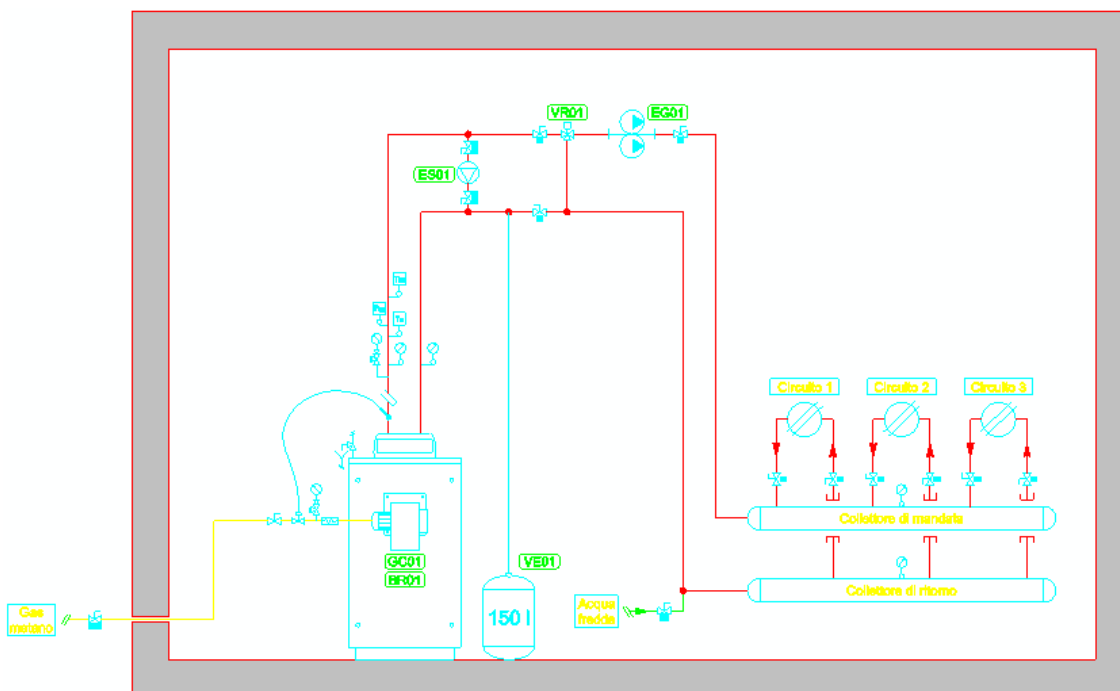 VR01
EG01
ES01
Circuito 1
Circuito 2
Circuito 3
Collettore di mandata
GC01
BR01
VE01
Collettore di ritorno
150 l
Acqua
fredda
Gas
metano